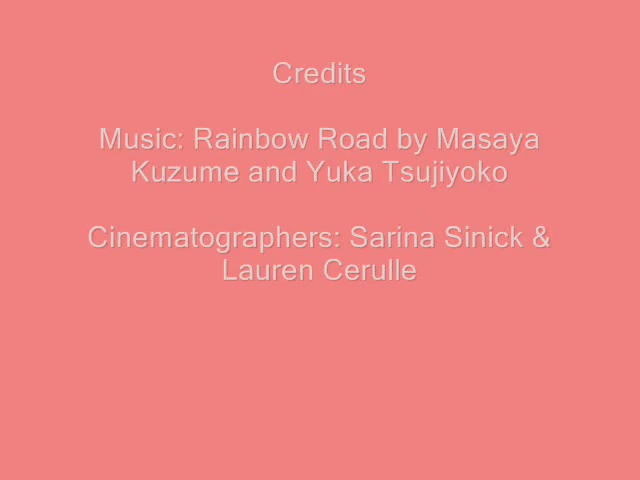 Credits
Music: Rainbow Road by Masaya
Kuzume and Yuka Tsujiyoko
Cinematographers: Sarina Sinick &
Lauren Cerulle